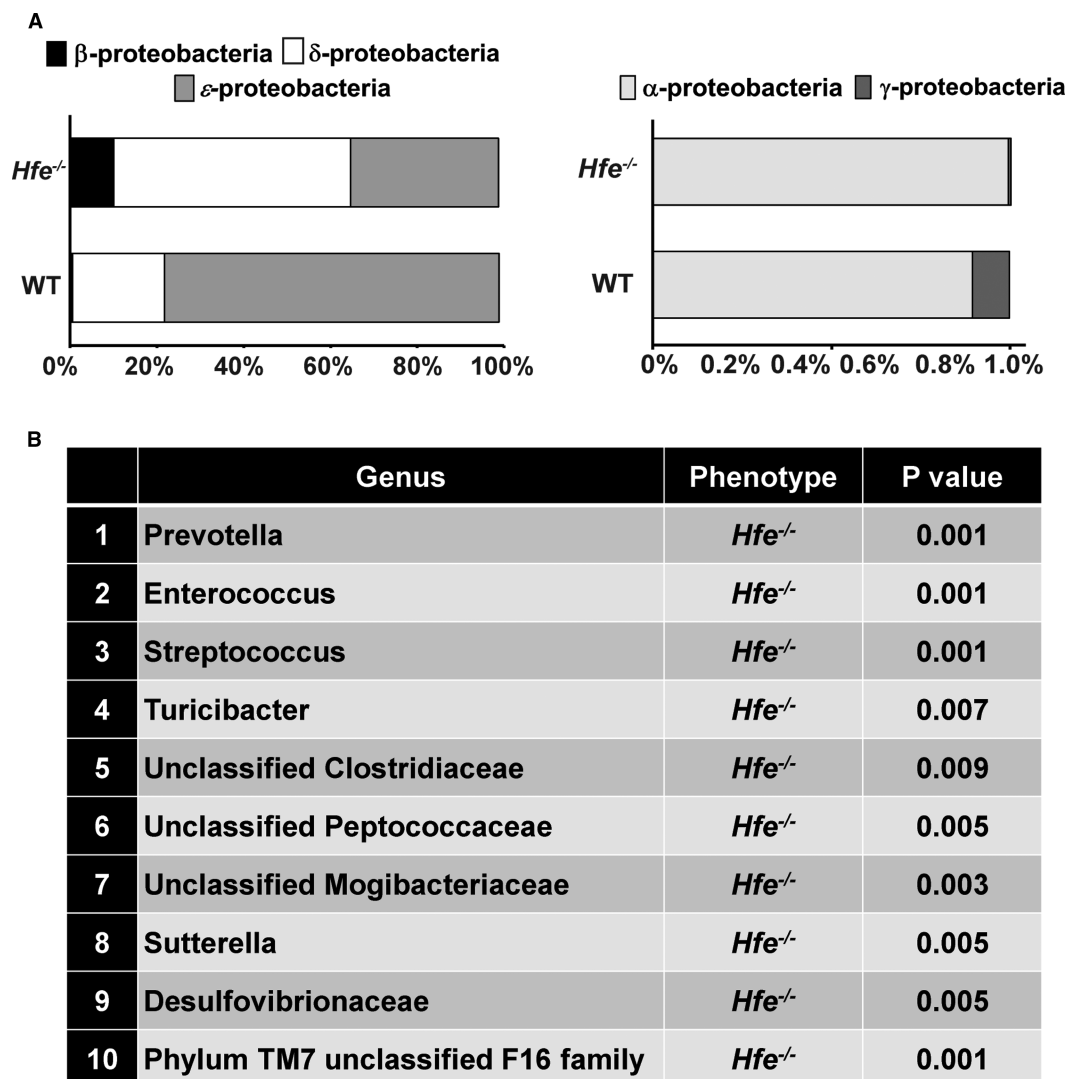 A
β-proteobacteria δ-proteobacteria
ε-proteobacteria
Hfe-/-
WT
0% 20% 40% 60% 80% 100%
α-proteobacteria γ-proteobacteria
Hfe-/-
WT
0% 0.2% 0.4% 0.6% 0.8% 1.0%
B
Genus Phenotype P value
1 Prevotella Hfe-/- 0.001
2 Enterococcus Hfe-/- 0.001
3 Streptococcus Hfe-/- 0.001
4 Turicibacter Hfe-/- 0.007
5 Unclassified Clostridiaceae Hfe-/- 0.009
6 Unclassified Peptococcaceae Hfe-/- 0.005
7 Unclassified Mogibacteriaceae Hfe-/- 0.003
8 Sutterella Hfe-/- 0.005
9 Desulfovibrionaceae Hfe-/- 0.005
10 Phylum TM7 unclassified F16 family Hfe-/- 0.001